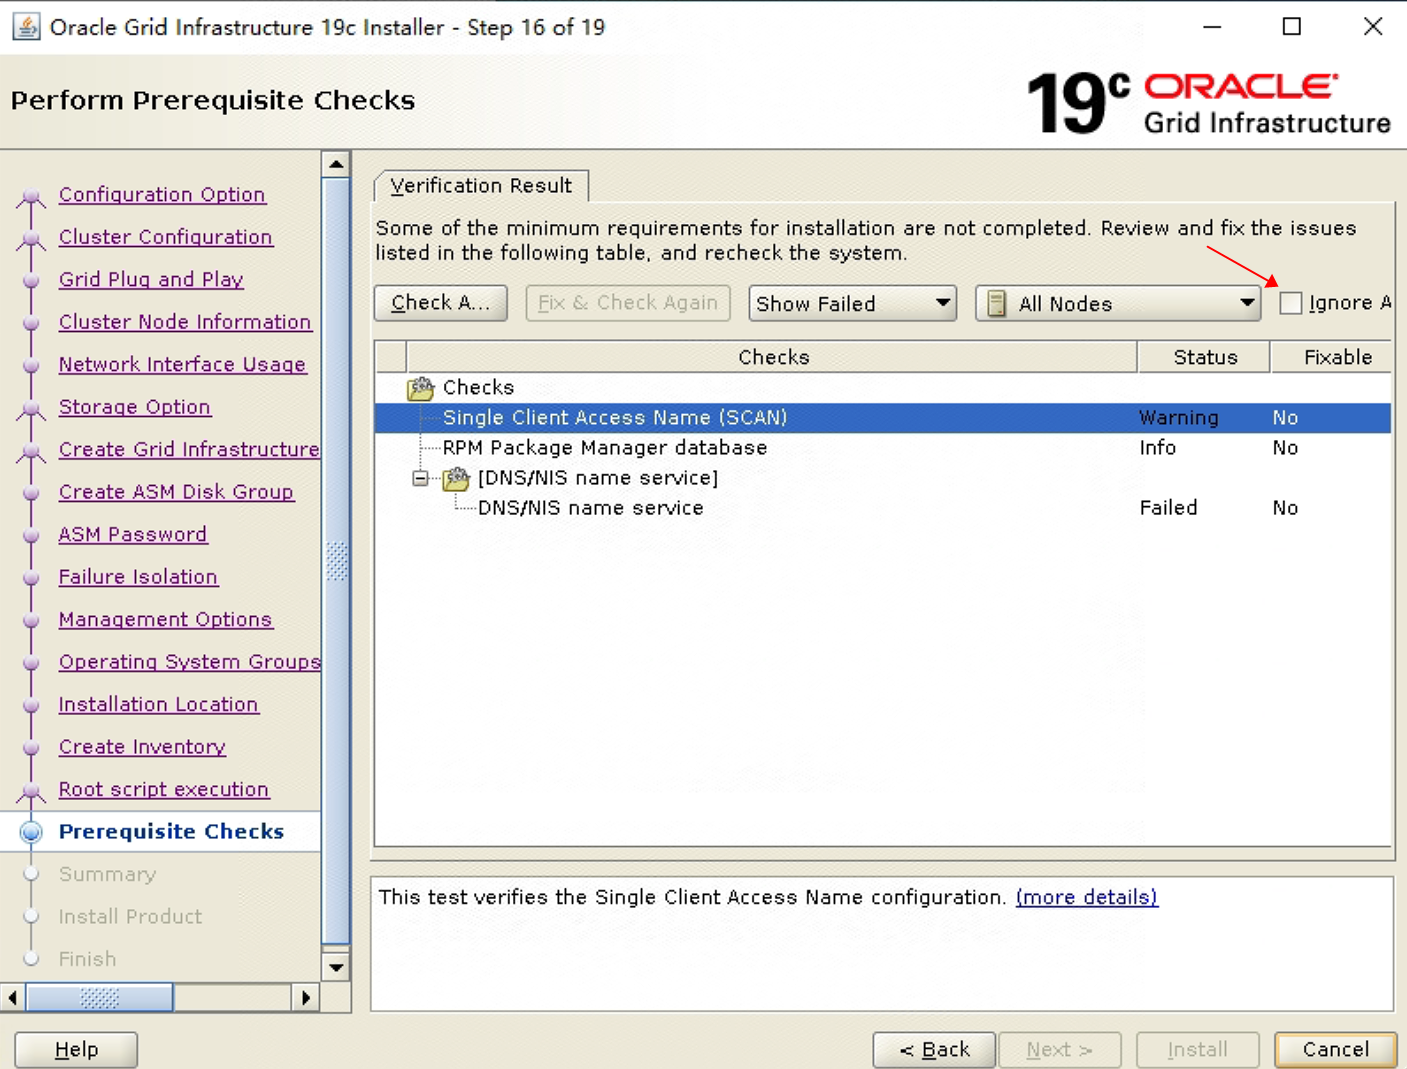 Oracle Grid Infrastructure 19c Installer - Step 16 of 19
Perform Prerequisite Checks
19c ORACLE
Grid Infrastructure
Configuration Option
Cluster Configuration
Grid Plug and Play
Cluster Node Information
Network Interface Usage
Storage Option
Create Grid Infrastructure
Create ASM Disk Group
ASM Password
Failure Isolation
Management Options
Operating System Groups
Installation Location
Create Inventory
Root script execution
Prerequisite Checks
Summary
Install Product
Finish
Verification Result
Some of the minimum requirements for installation are not completed. Review and fix the issues
listed in the following table, and recheck the system.
Check A... Fix & Check Again Show Failed All Nodes Ignore A
Checks Status Fixable
Checks
Single Client Access Name (SCAN) Warning No
RPM Package Manager database Info No
[DNS/NIS name service]
DNS/NIS name service Failed No
This test verifies the Single Client Access Name configuration. (more details)
Help < Back Next > Install Cancel